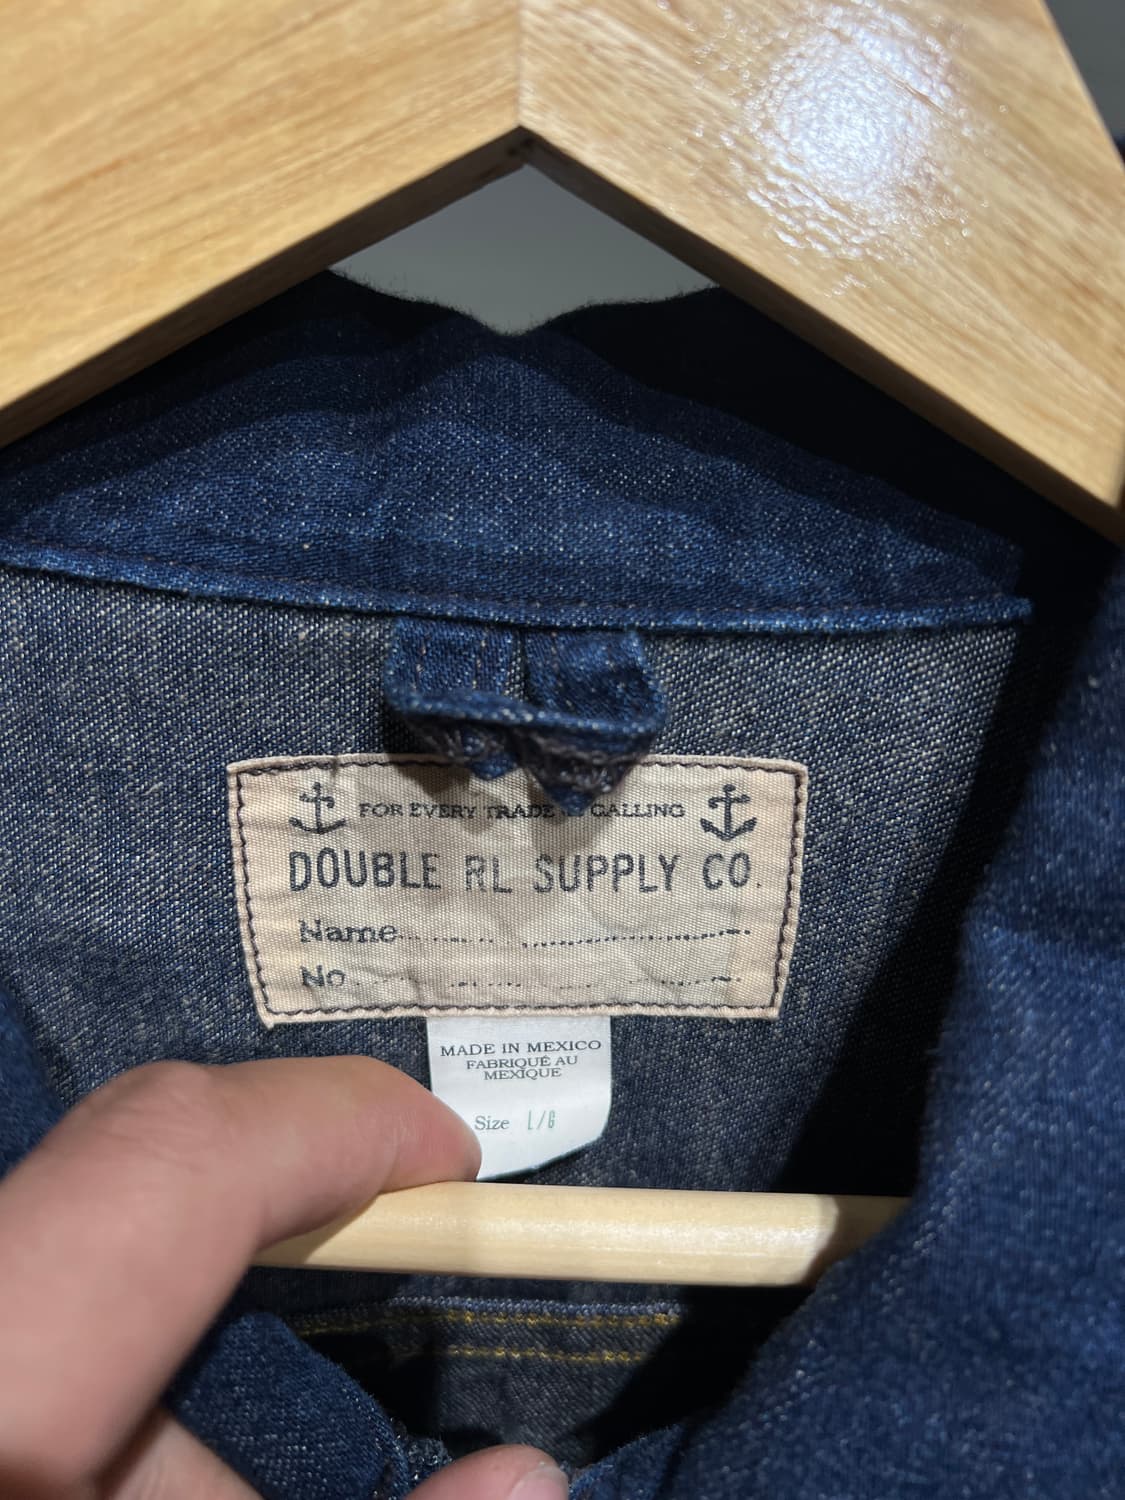 FOR EVERY TRADE CALLING
DOUBLE RL SUPPLY CO.
Name
No
MADE IN MEXICO
FABRIQUÉ AU
MEXIQUE
Size L/G